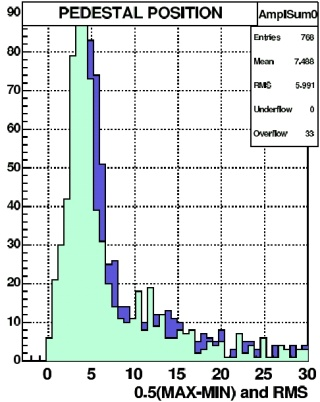 PEDESTAL POSITION
AmplSum0
Entries 768
Mean 7.488
RMS 5.991
Underflow 0
Overflow 33
90
80
70
60
50
40
30
20
10
0
0 5 10 15 20 25 30
0.5(MAX-MIN) and RMS